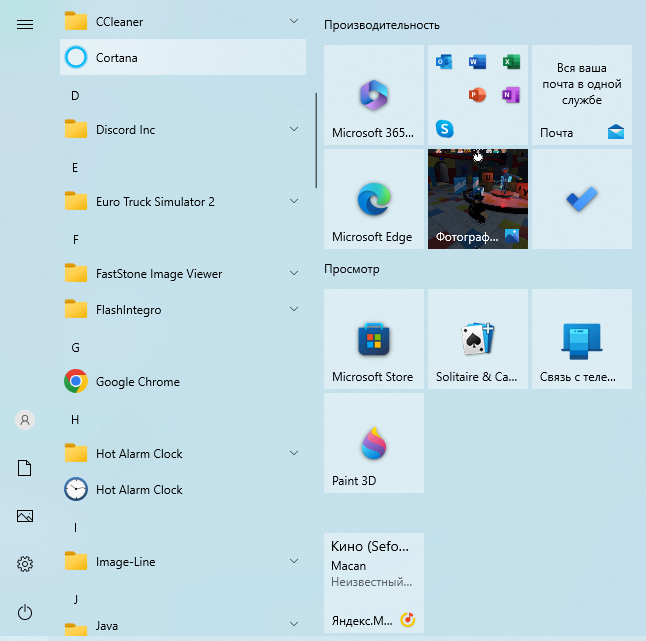 CCleaner
Cortana
D
Discord Inc
E
Euro Truck Simulator 2
F
FastStone Image Viewer
FlashIntegro
G
Google Chrome
H
Hot Alarm Clock
Hot Alarm Clock
I
Image-Line
J
Java
Производительность
Microsoft 365...
Вся ваша
почта в одной
службе
Почта
Microsoft Edge
Фотограф...
Просмотр
Microsoft Store
Solitaire & Ca...
Связь с теле...
Paint 3D
Кино (Sefo...
Macan
Неизвестный...
Яндекс.М...